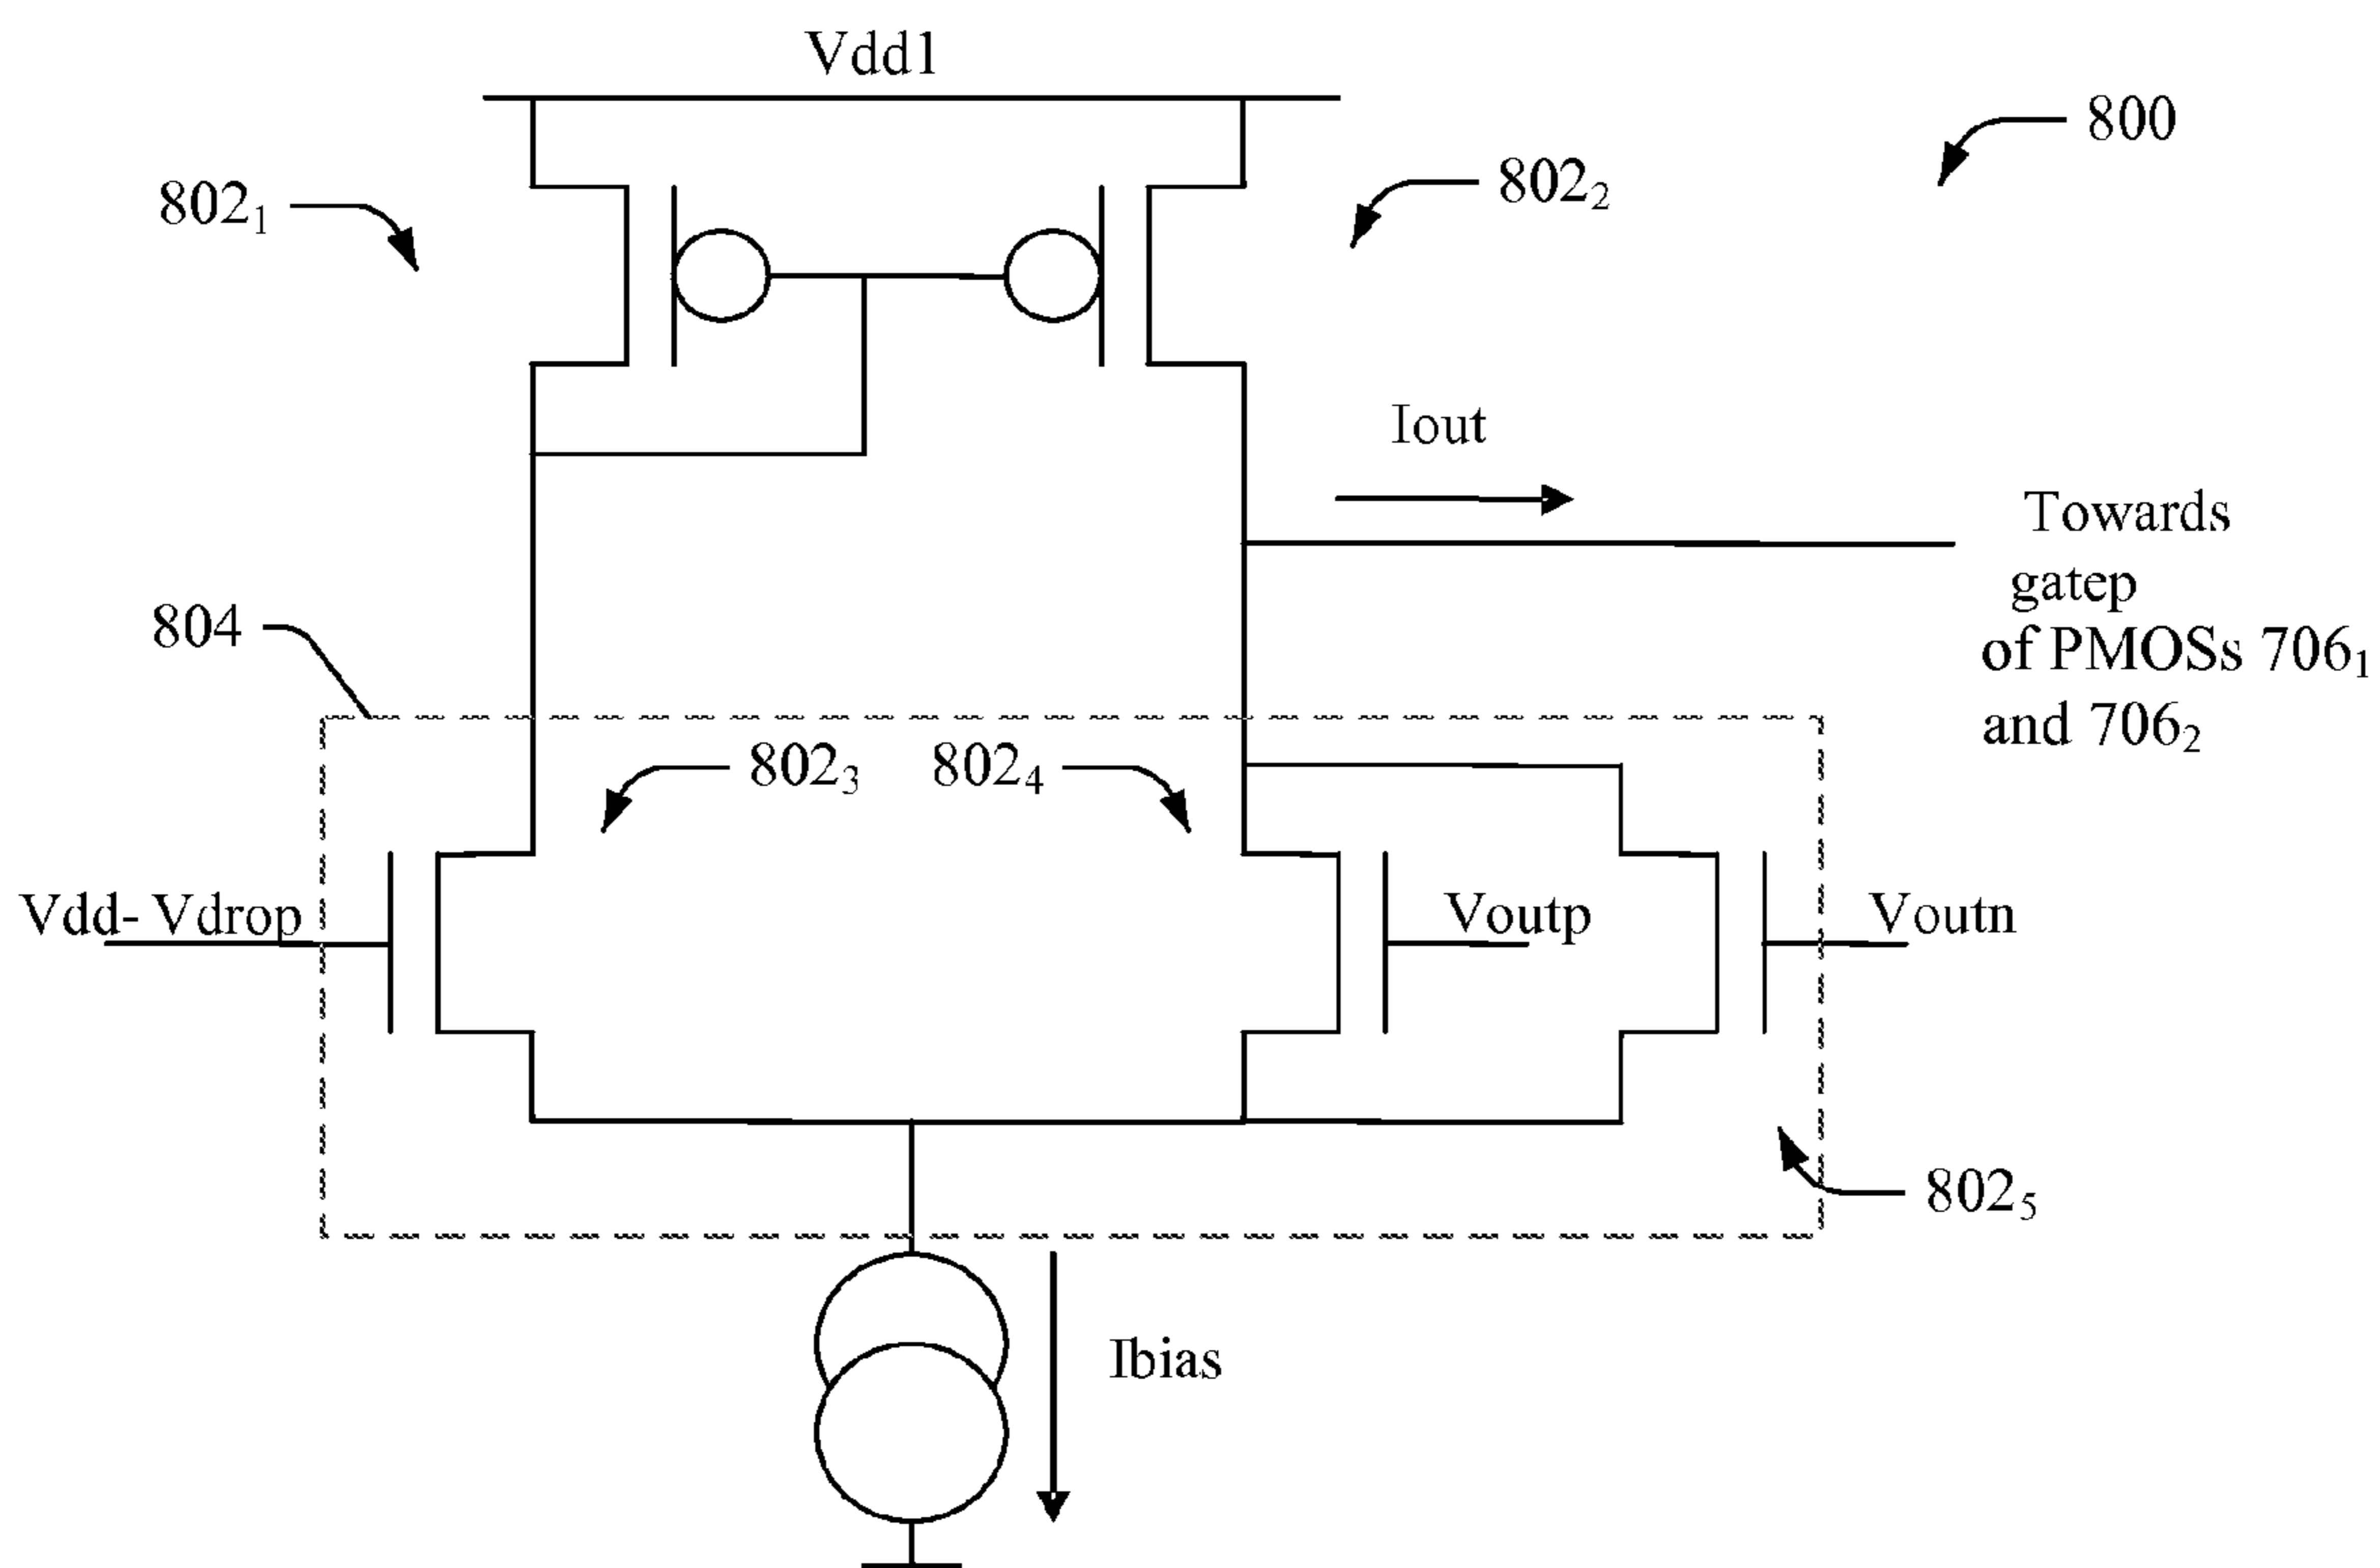 Vdd1
800
802₁
802₂
Iout
Towards
gatep
of PMOSs 706₁
and 706₂
804
802₃
802₄
Vdd- Vdrop
Voutp
Voutn
802₅
Ibias